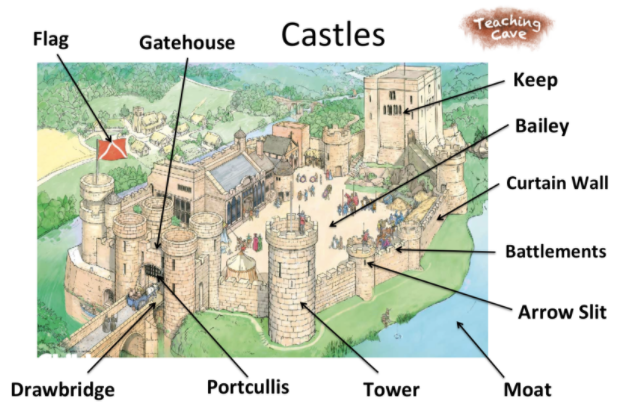 Castles
Teaching
Cave
Flag
Gatehouse
Keep
Bailey
Curtain Wall
Battlements
Arrow Slit
Drawbridge
Portcullis
Tower
Moat